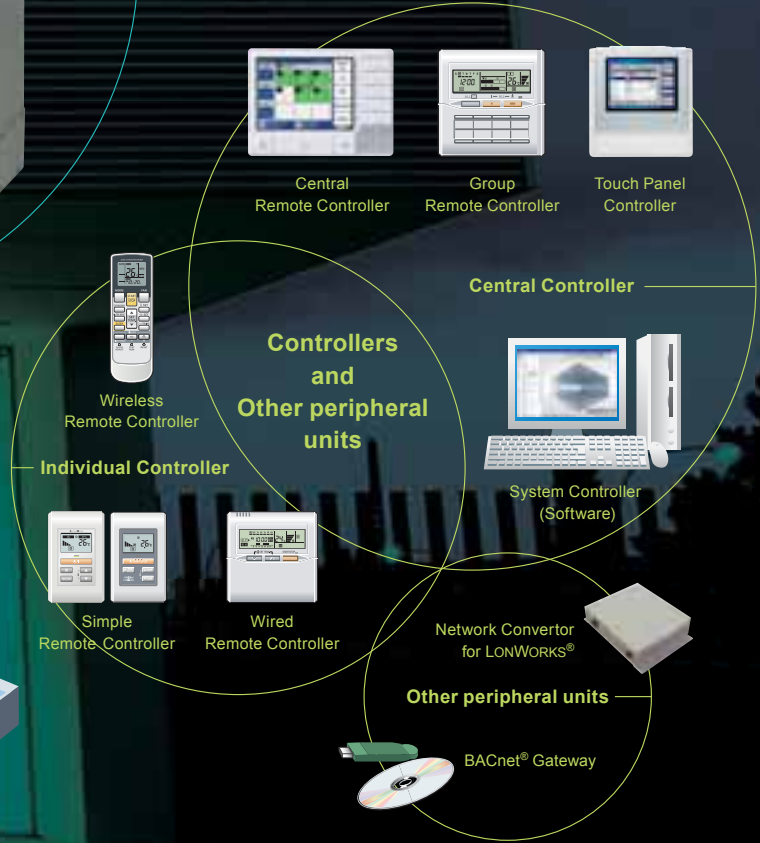 Central
Remote Controller
Group
Remote Controller
Touch Panel
Controller
Central Controller
Controllers
and
Other peripheral
units
Wireless
Remote Controller
Individual Controller
System Controller
(Software)
Simple
Remote Controller
Wired
Remote Controller
Network Convertor
for LONWORKS®
Other peripheral units
BACnet® Gateway